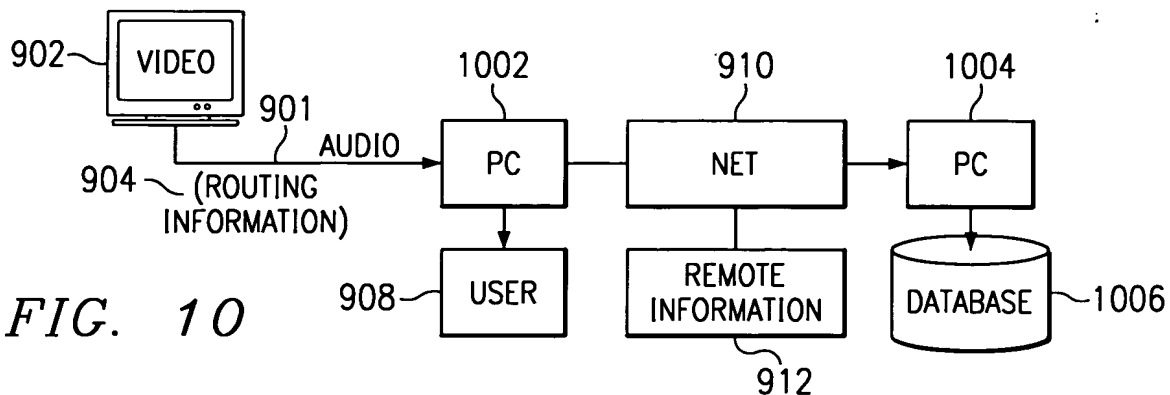 902
VIDEO
901
AUDIO
904
(ROUTING
INFORMATION)
1002
PC
910
NET
1004
PC
908
USER
REMOTE
INFORMATION
912
DATABASE
1006
FIG. 10